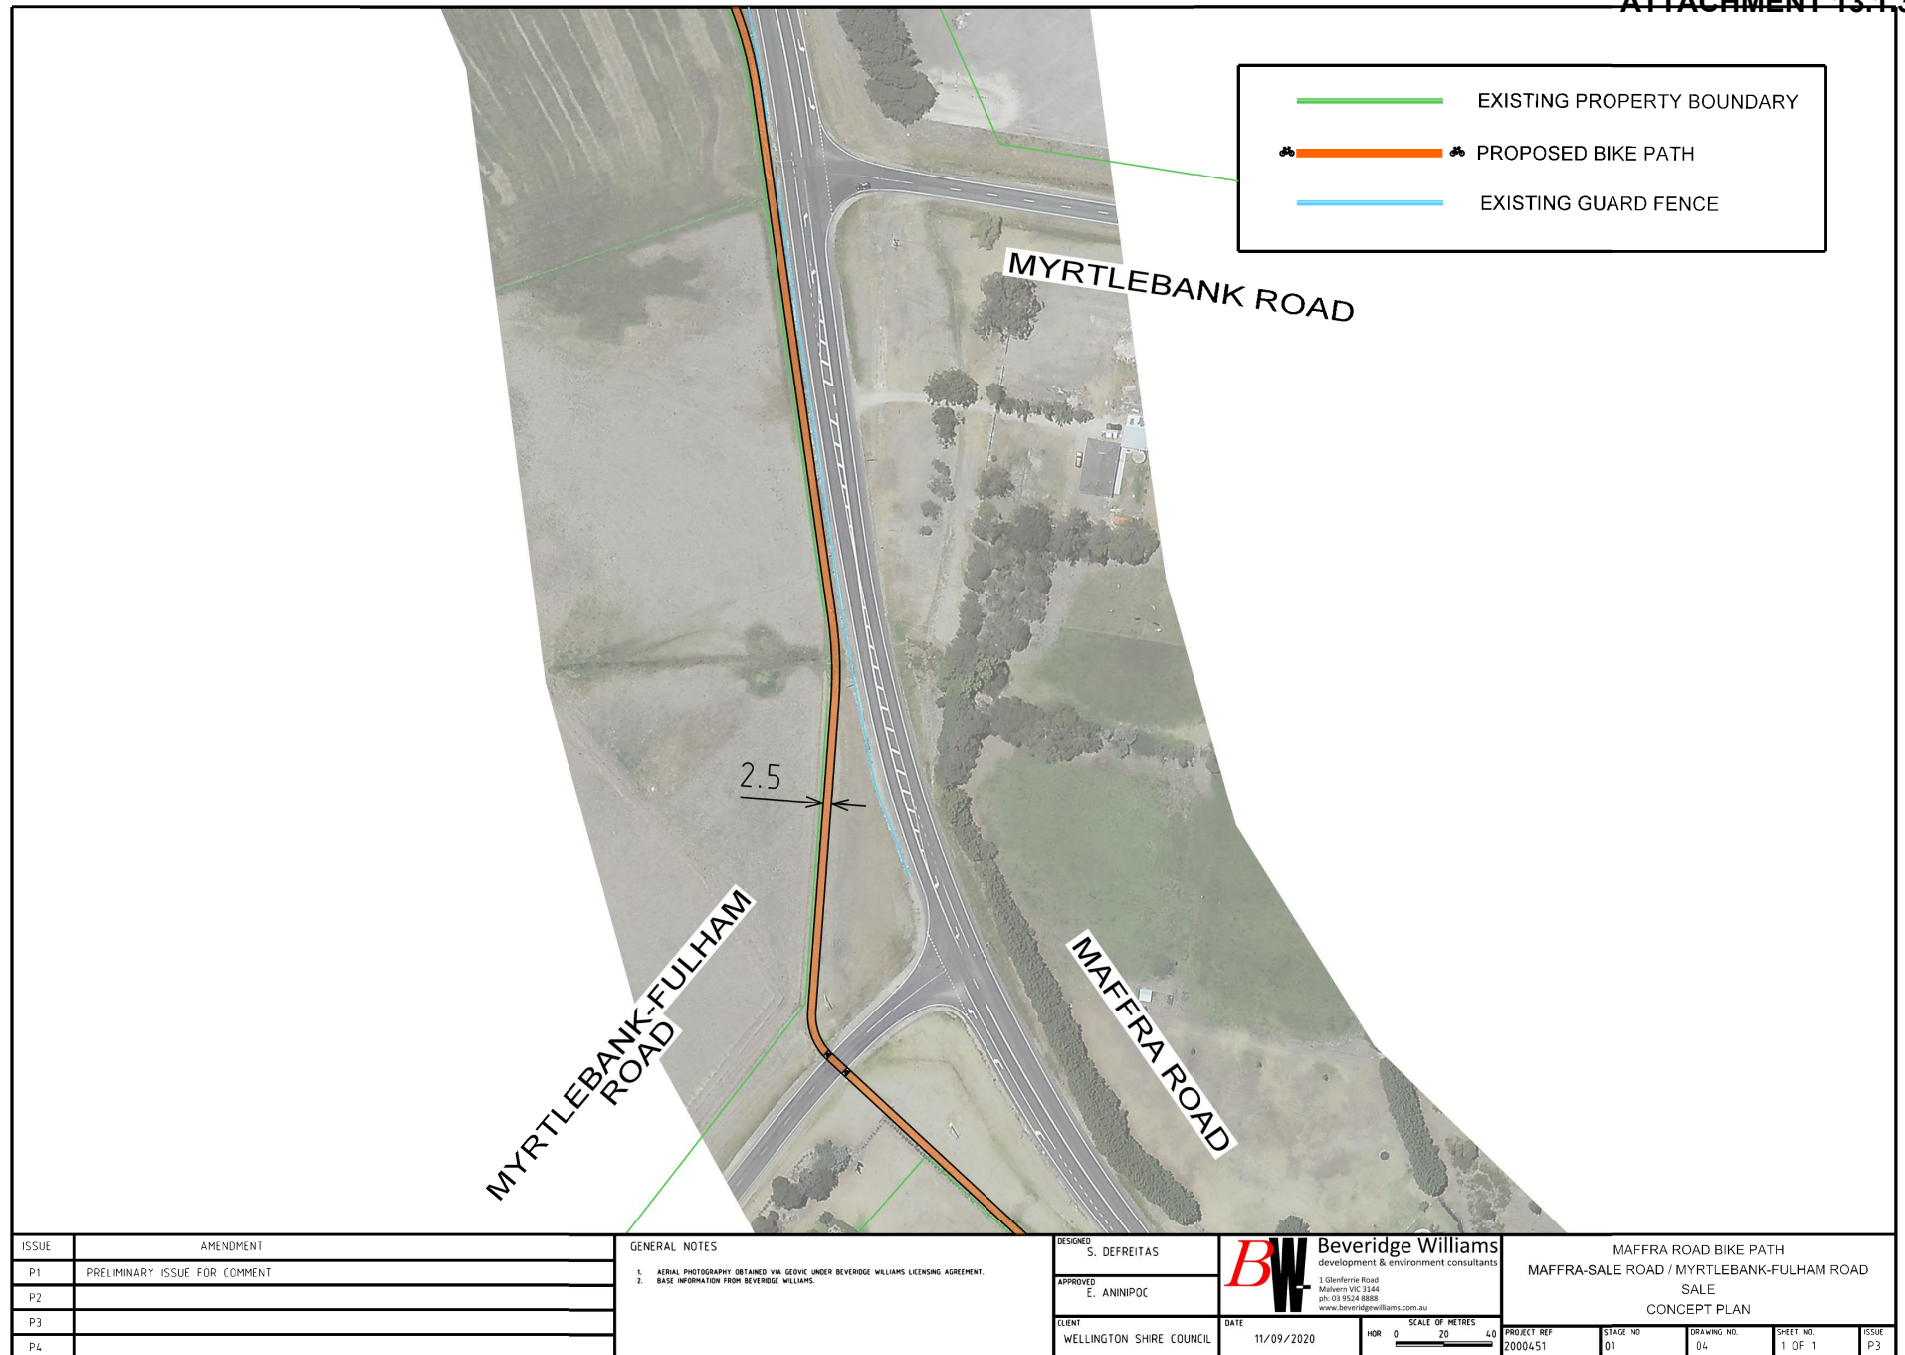 ATTACHMENT 13.1.3
EXISTING PROPERTY BOUNDARY
PROPOSED BIKE PATH
EXISTING GUARD FENCE
MYRTLEBANK ROAD
2.5
MYRTLEBANK-FULHAM
ROAD
MAFFRA ROAD
ISSUE AMENDMENT
P1 PRELIMINARY ISSUE FOR COMMENT
P2
P3
P4
GENERAL NOTES
1. AERIAL PHOTOGRAPHY OBTAINED VIA GEOVIC UNDER BEVERIDGE WILLIAMS LICENSING AGREEMENT.
2. BASE INFORMATION FROM BEVERIDGE WILLIAMS.
DESIGNED
S. DEFREITAS
APPROVED
E. ANINIPOC
CLIENT
WELLINGTON SHIRE COUNCIL
BW
Beveridge Williams
development & environment consultants
1 Glenferrie Road
Malvern VIC 3144
ph: 03 9524 8888
www.beveridgewilliams.com.au
DATE
11/09/2020
SCALE OF METRES
HOR 0 20 40
MAFFRA ROAD BIKE PATH
MAFFRA-SALE ROAD / MYRTLEBANK-FULHAM ROAD
SALE
CONCEPT PLAN
PROJECT REF
2000451
STAGE NO
01
DRAWING NO.
04
SHEET NO.
1 OF 1
ISSUE
P3